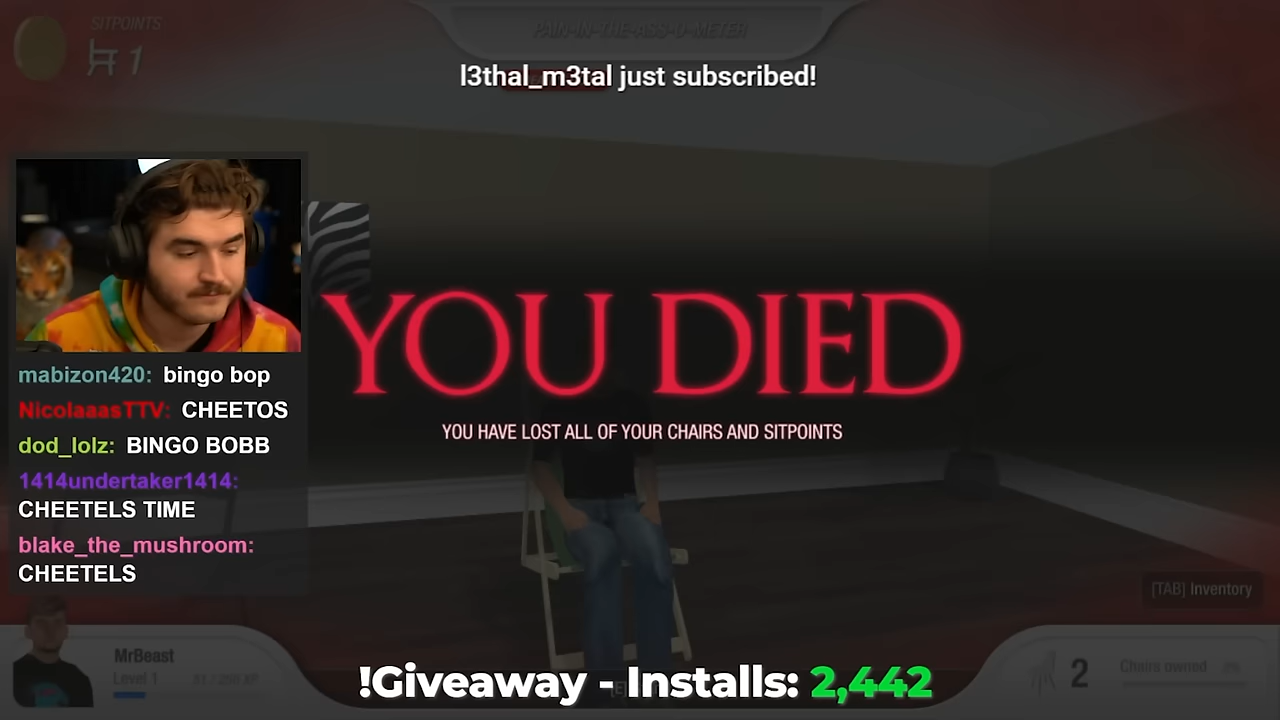 SITPOINTS
1
PAIN-IN-THE-ASS-O-METER
l3thal_m3tal just subscribed!
mabizon420: bingo bop
NicolaaasTTV: CHEETOS
dod_lolz: BINGO BOBB
1414undertaker1414:
CHEETELS TIME
blake_the_mushroom:
CHEETELS
YOU DIED
YOU HAVE LOST ALL OF YOUR CHAIRS AND SITPOINTS
[TAB] Inventory
MrBeast
Level 1
!Giveaway - Installs: 2,442
2 Chairs owned